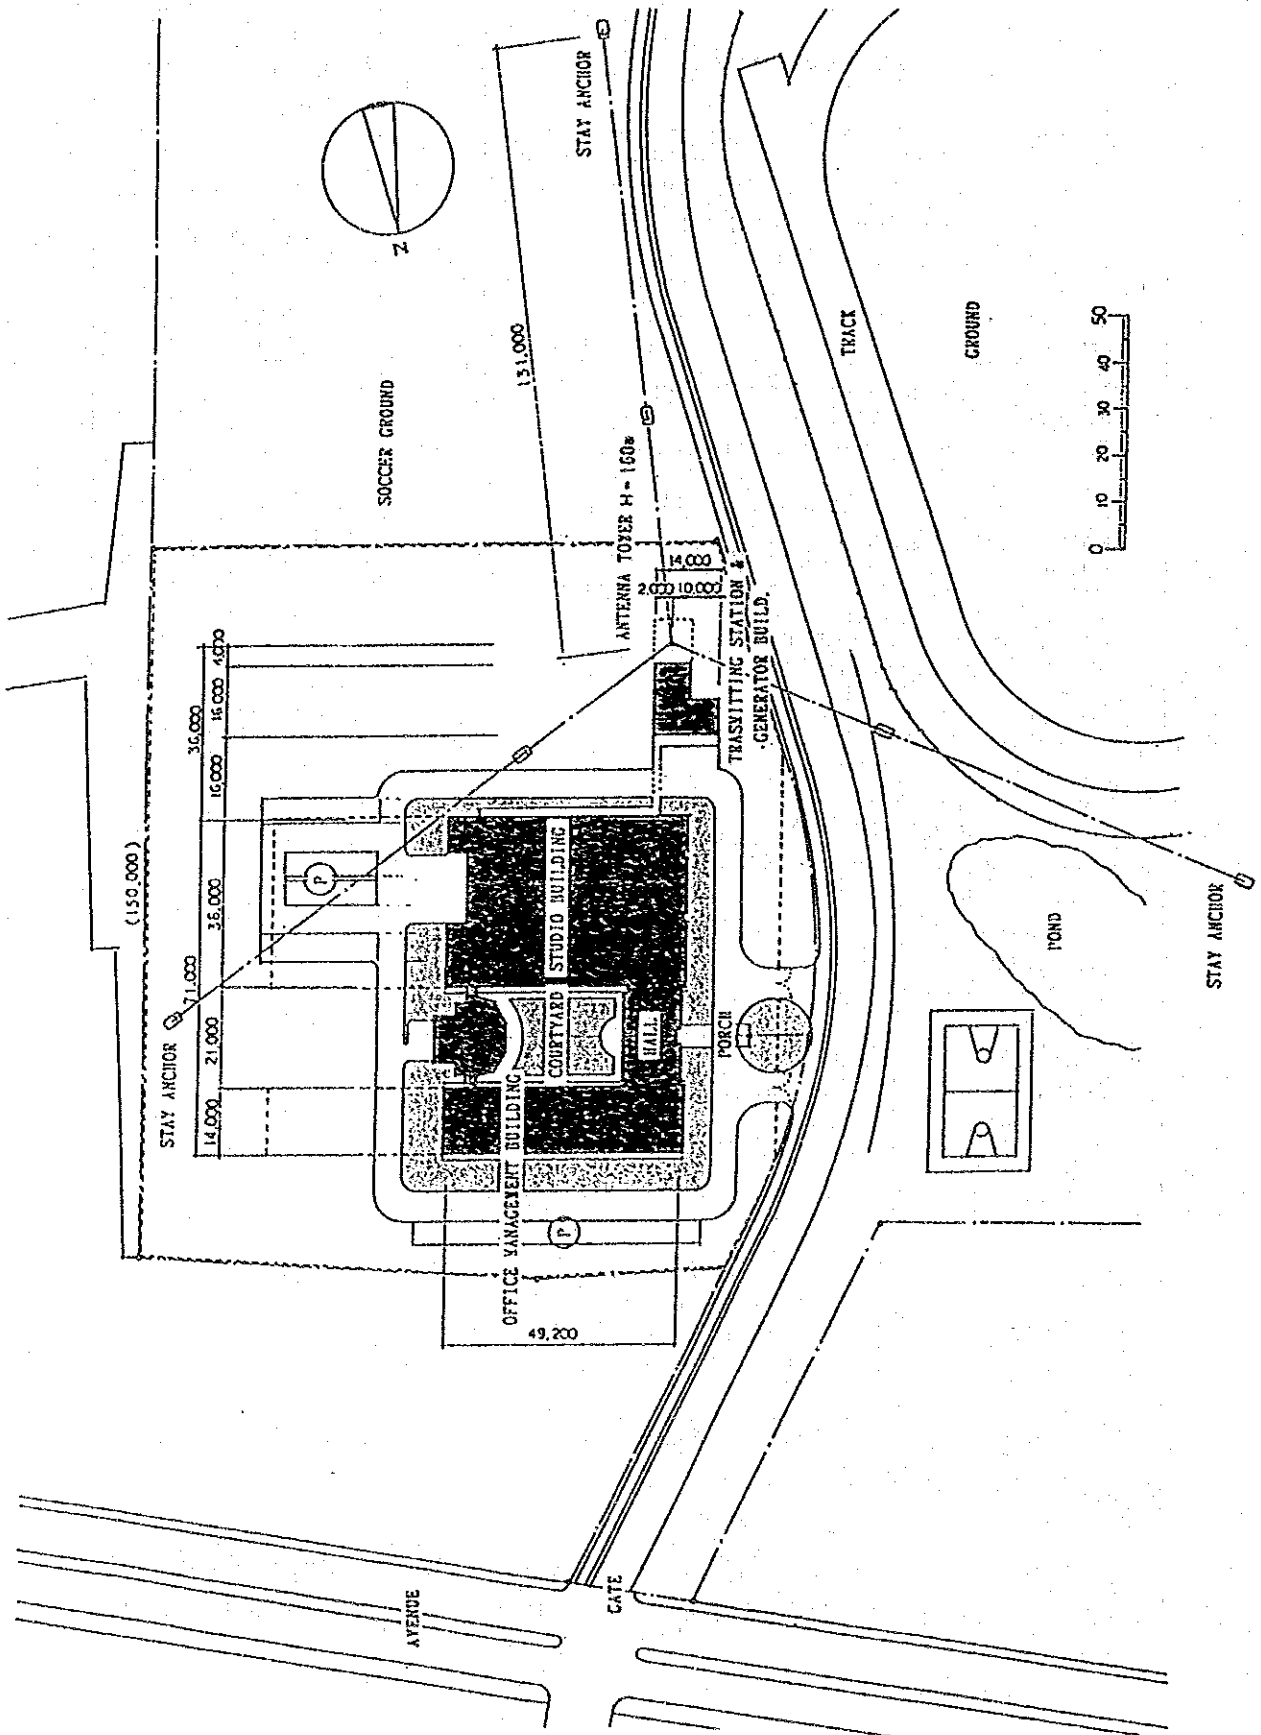 STAY ANCHOR
N
131,000
SOCCER GROUND
ANTENNA TOWER H=160m
14,000
2,000 10,000
TRASMITTING STATION &
GENERATOR BUILD.
TRACK
GROUND
0 10 20 30 40 50
(150,000)
36,000
71,000
14,000 21,000 36,000 16,000 16,000 4,000
STAY ANCHOR
P
STUDIO BUILDING
COURTYARD
HALL
PORCH
OFFICE MANAGEMENT BUILDING
P
49,200
POND
STAY ANCHOR
AVENUE
GATE